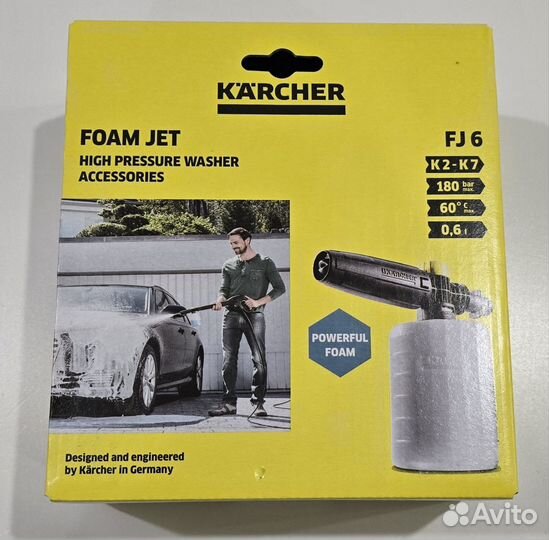 KÄRCHER
FOAM JET
HIGH PRESSURE WASHER
ACCESSORIES
FJ 6
K 2 - K 7
180 bar max.
60° C max.
0,6 l
KÄRCHER
POWERFUL
FOAM
Designed and engineered
by Kärcher in Germany
Avito